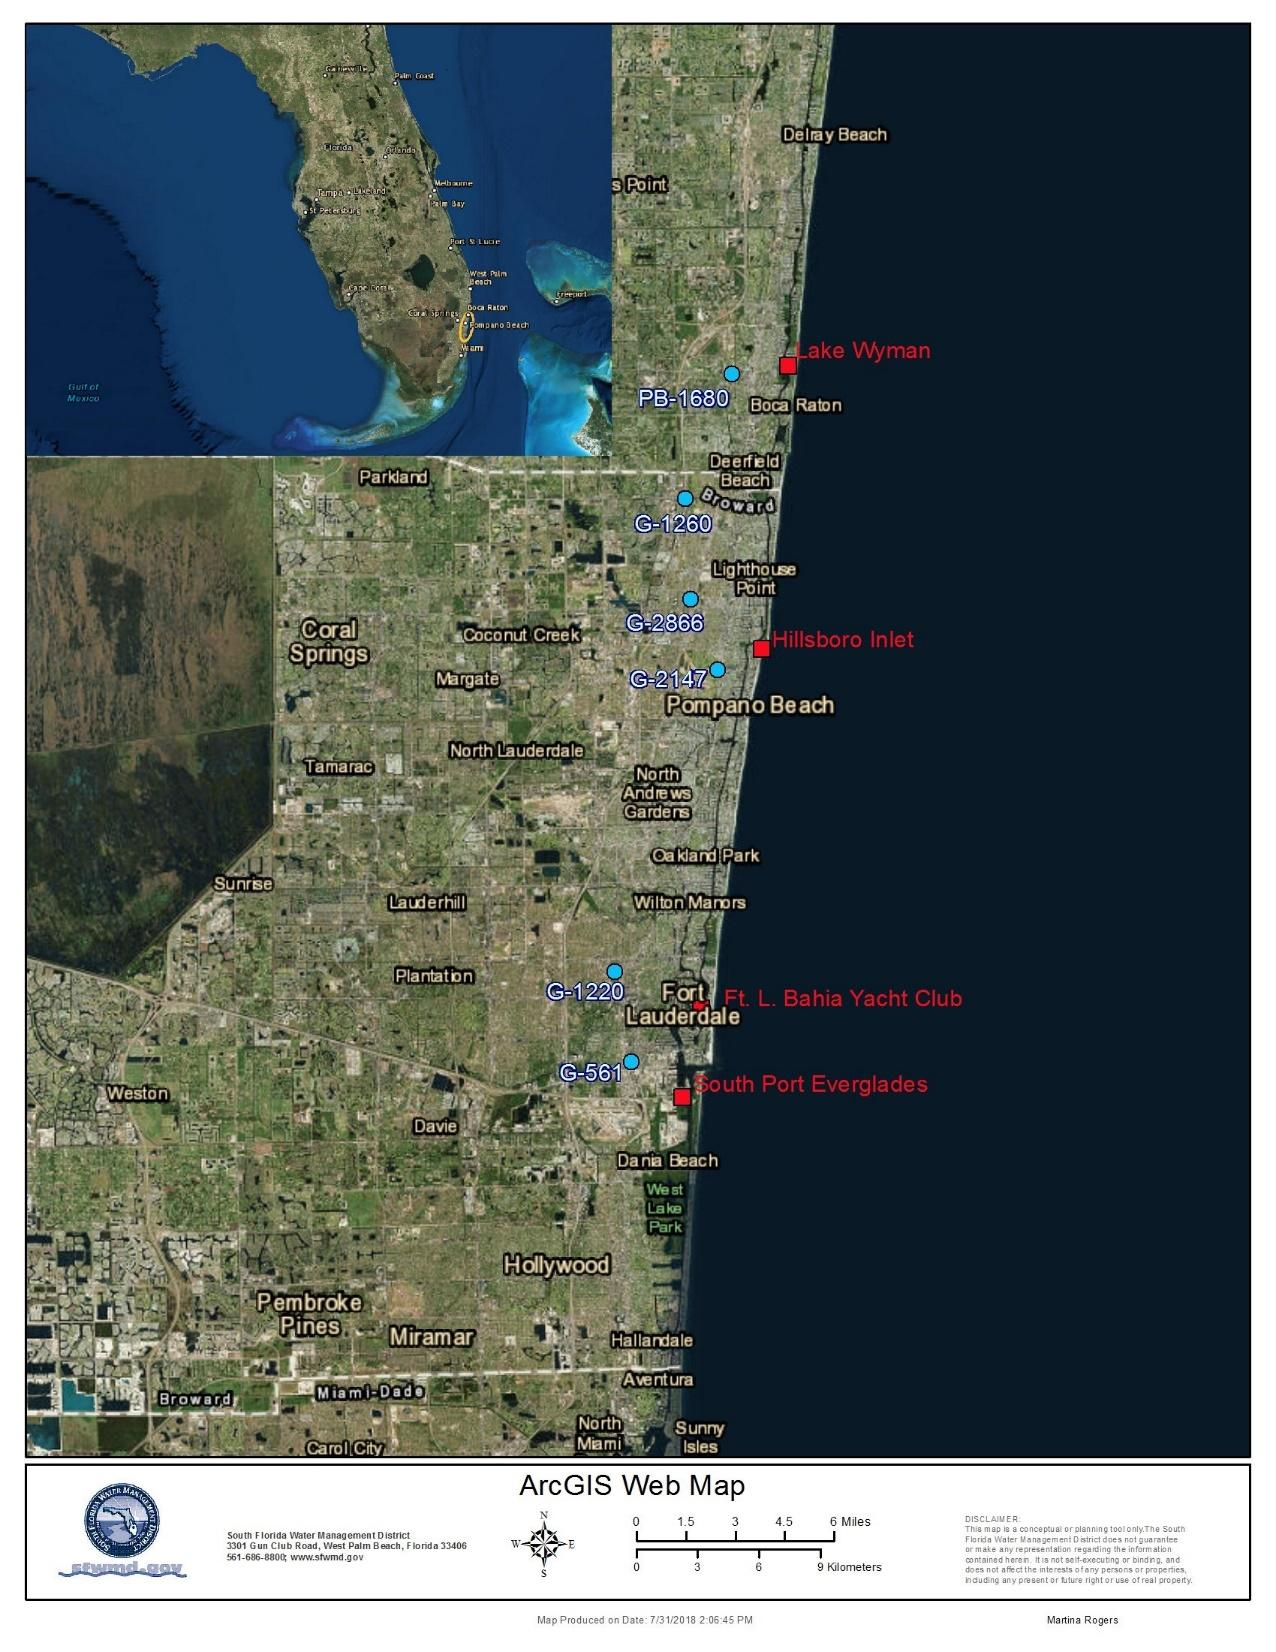 Gainesville
Palm Coast
Florida
Orlando
Tampa
Lakeland
St Petersburg
Melbourne
Palm Bay
Port St Lucie
West Palm
Beach
Cape Coral
Freeport
Boca Raton
Coral Springs
Pompano Beach
Miami
Gulf of
Mexico
Delray Beach
s Point
Lake Wyman
PB-1680
Boca Raton
Deerfield
Beach
Parkland
Broward
G-1260
Lighthouse
Point
G-2866
Coral
Springs
Coconut Creek
Hillsboro Inlet
Margate
G-2147
Pompano Beach
North Lauderdale
Tamarac
North
Andrews
Gardens
Oakland Park
Sunrise
Lauderhill
Wilton Manors
Plantation
G-1220
Fort
Lauderdale
Ft. L. Bahia Yacht Club
G-561
South Port Everglades
Weston
Davie
Dania Beach
West
Lake
Park
Hollywood
Pembroke
Pines
Miramar
Hallandale
Aventura
Miami-Dade
Broward
North
Miami
Sunny
Isles
Carol City
ArcGIS Web Map
SOUTH FLORIDA WATER MANAGEMENT DISTRICT
sfwmd.gov
South Florida Water Management District
3301 Gun Club Road, West Palm Beach, Florida 33406
561-686-8800; www.sfwmd.gov
N
W E
S
0 1.5 3 4.5 6 Miles
0 3 6 9 Kilometers
DISCLAIMER:
This map is a conceptual or planning tool only.The South
Florida Water Management District does not guarantee
or make any representation regarding the information
contained herein. It is not self-executing or binding, and
does not affect the interests of any persons or properties,
including any present or future right or use of real property.
Map Produced on Date: 7/31/2018 2:06:45 PM
Martina Rogers